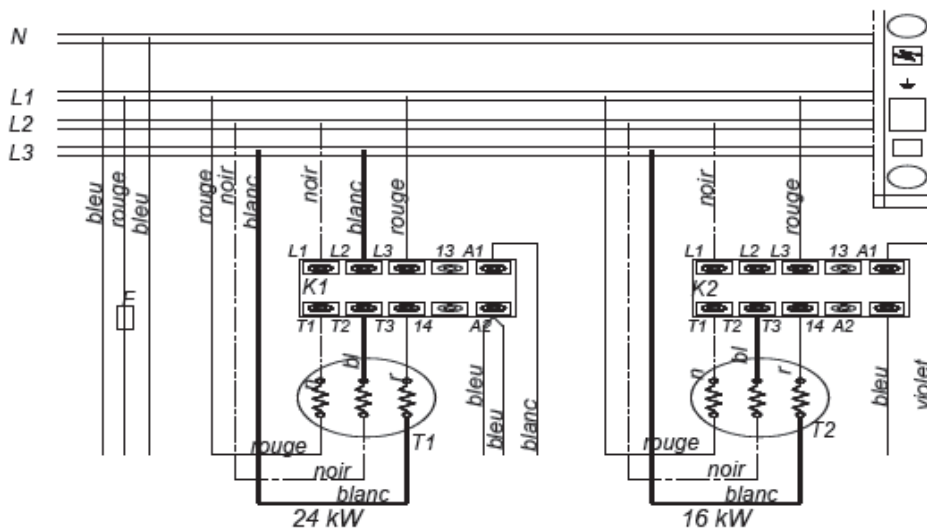 N
L1
L2
L3
bleu
rouge
bleu
rouge
noir
blanc
noir
blanc
rouge
noir
rouge
L1 L2 L3 13 A1
K1
T1 T2 T3 14 A2
L1 L2 L3 13 A1
K2
T1 T2 T3 14 A2
F
n
bl
r
n
bl
r
bleu
bleu
blanc
bleu
violet
T1
T2
rouge
noir
blanc
24 kW
rouge
noir
blanc
16 kW